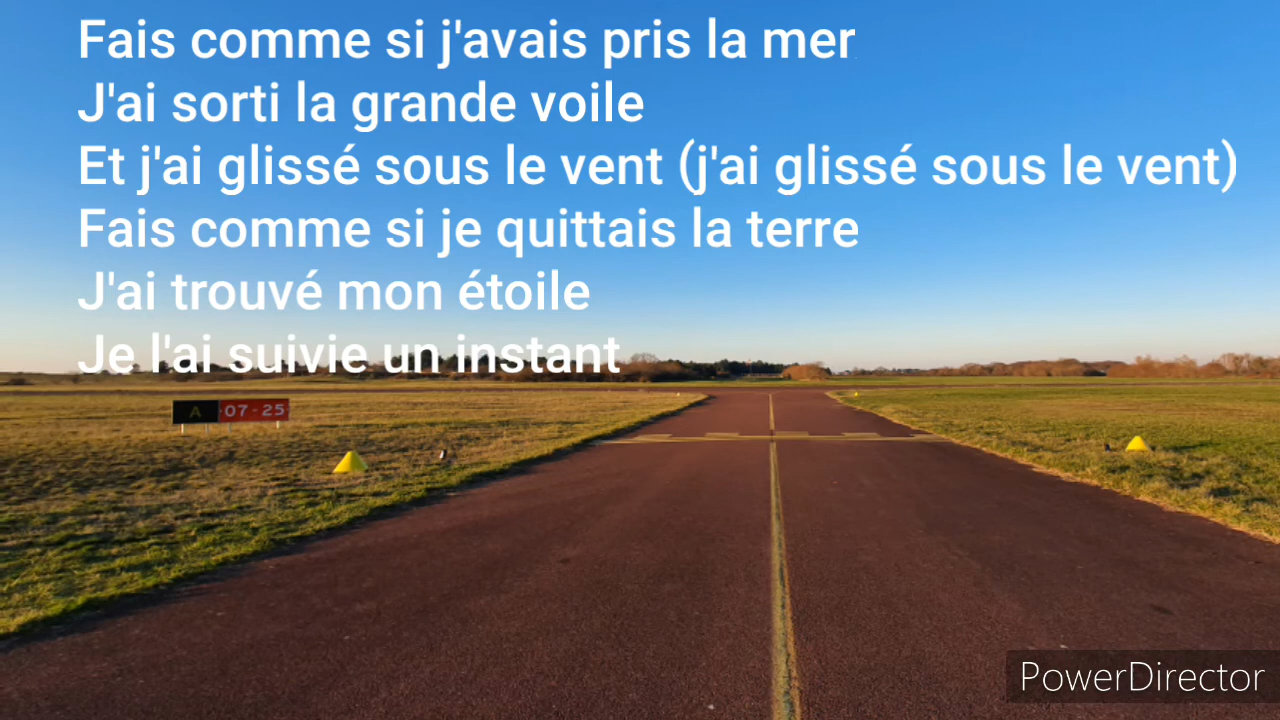 Fais comme si j'avais pris la mer
J'ai sorti la grande voile
Et j'ai glissé sous le vent (j'ai glissé sous le vent)
Fais comme si je quittais la terre
J'ai trouvé mon étoile
Je l'ai suivie un instant
A 07-25
PowerDirector